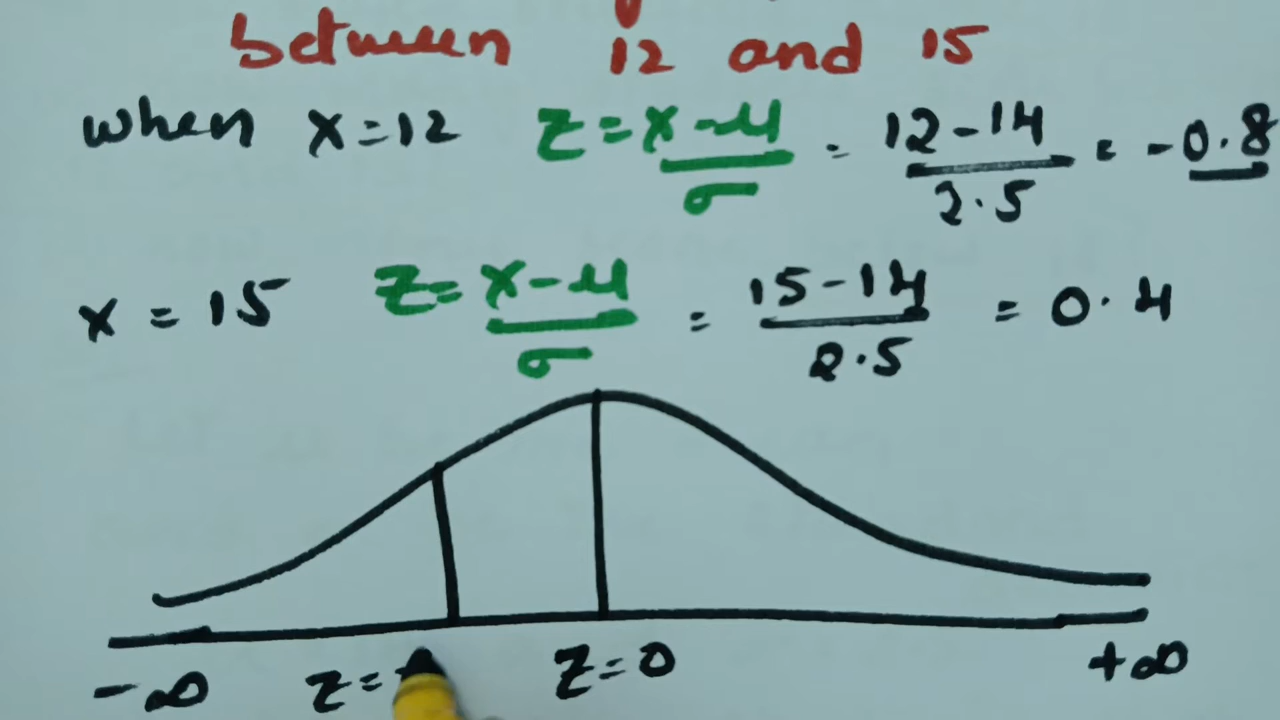 between 12 and 15
when x=12 z=x-μ/σ = 12-14/2.5 = -0.8
x = 15 z=x-μ/σ = 15-14/2.5 = 0.4
-∞ z= z=0 +∞